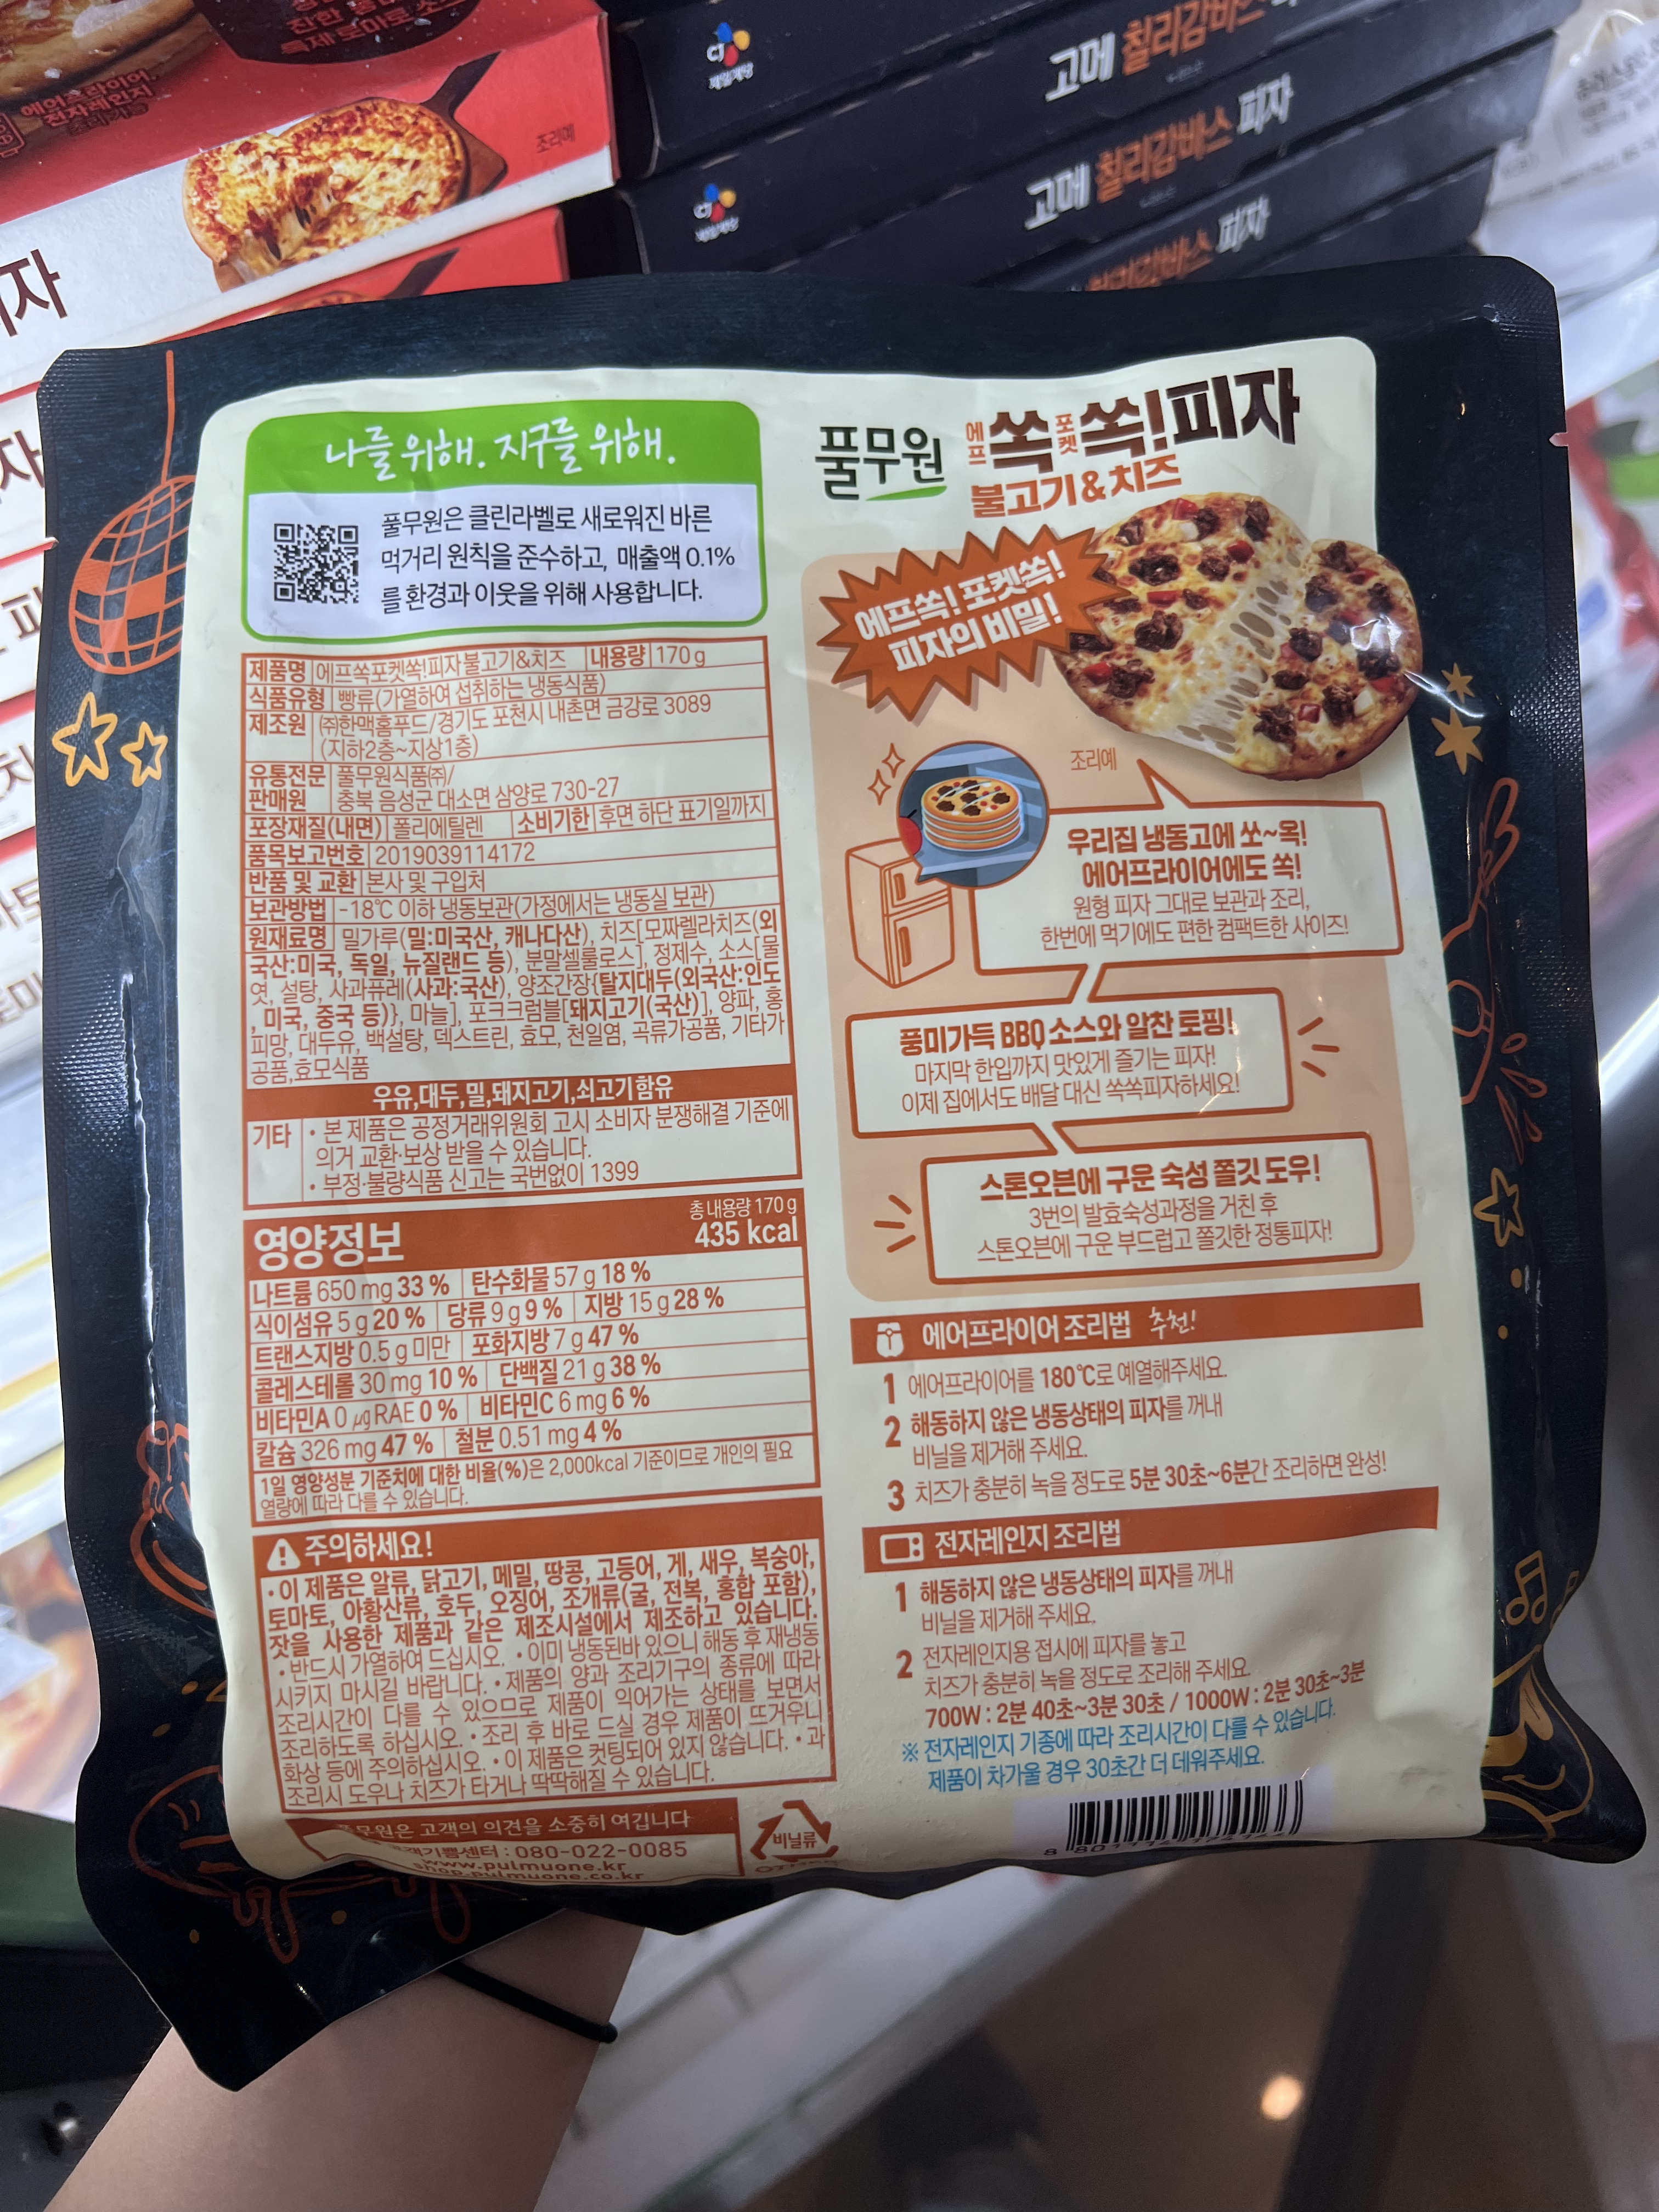 에어프라이어,
전자레인지
조리예
CJ
제일제당
고메 칠리감바스
CJ
제일제당
고메 칠리감바스 피자
칠리감바스 피자
피자
나를 위해. 지구를 위해.
풀무원은 클린라벨로 새로워진 바른
먹거리 원칙을 준수하고, 매출액 0.1%
를 환경과 이웃을 위해 사용합니다.
제품명 에프쏙포켓쏙!피자불고기&치즈 내용량 170 g
식품유형 빵류(가열하여 섭취하는 냉동식품)
제조원 ㈜한맥홈푸드/경기도 포천시 내촌면 금강로 3089
(지하2층~지상1층)
유통전문 풀무원식품㈜/
판매원 충북 음성군 대소면 삼양로 730-27
포장재질(내면) 폴리에틸렌 소비기한 후면 하단 표기일까지
품목보고번호 2019039114172
반품 및 교환 본사 및 구입처
보관방법 -18℃ 이하 냉동보관(가정에서는 냉동실 보관)
원재료명 밀가루(밀:미국산, 캐나다산), 치즈[모짜렐라치즈(외
국산:미국, 독일, 뉴질랜드 등), 분말셀룰로스], 정제수, 소스[물
엿, 설탕, 사과퓨레(사과:국산), 양조간장{탈지대두(외국산:인도
, 미국, 중국 등)}, 마늘], 포크크럼블[돼지고기(국산)], 양파, 홍
피망, 대두유, 백설탕, 덱스트린, 효모, 천일염, 곡류가공품, 기타가
공품,효모식품
우유,대두,밀,돼지고기,쇠고기함유
기타 • 본 제품은 공정거래위원회 고시 소비자 분쟁해결 기준에
의거 교환·보상 받을 수 있습니다.
• 부정·불량식품 신고는 국번없이 1399
영양정보 총 내용량 170 g
435 kcal
나트륨 650 mg 33 % 탄수화물 57 g 18 %
식이섬유 5 g 20 % 당류 9 g 9 % 지방 15 g 28 %
트랜스지방 0.5 g 미만 포화지방 7 g 47 %
콜레스테롤 30 mg 10 % 단백질 21 g 38 %
비타민A 0 μg RAE 0 % 비타민C 6 mg 6 %
칼슘 326 mg 47 % 철분 0.51 mg 4 %
1일 영양성분 기준치에 대한 비율(%)은 2,000kcal 기준이므로 개인의 필요
열량에 따라 다를 수 있습니다.
주의하세요!
• 이 제품은 알류, 닭고기, 메밀, 땅콩, 고등어, 게, 새우, 복숭아,
토마토, 아황산류, 호두, 오징어, 조개류(굴, 전복, 홍합 포함),
잣을 사용한 제품과 같은 제조시설에서 제조하고 있습니다.
• 반드시 가열하여 드십시오. • 이미 냉동된바 있으니 해동 후 재냉동
시키지 마시길 바랍니다. • 제품의 양과 조리기구의 종류에 따라
조리시간이 다를 수 있으므로 제품이 익어가는 상태를 보면서
조리하도록 하십시오. • 조리 후 바로 드실 경우 제품이 뜨거우니
화상 등에 주의하십시오. • 이 제품은 컷팅되어 있지 않습니다. • 과
조리시 도우나 치즈가 타거나 딱딱해질 수 있습니다.
풀무원은 고객의 의견을 소중히 여깁니다
고객기쁨센터 : 080-022-0085
www.pulmuone.kr
shop.pulmuone.co.kr
비닐류
OTHER
풀무원
에프쏙 포켓쏙!피자
불고기&치즈
에프쏙! 포켓쏙!
피자의 비밀!
조리예
우리집 냉동고에 쏘~옥!
에어프라이어에도 쏙!
원형 피자 그대로 보관과 조리,
한번에 먹기에도 편한 컴팩트한 사이즈!
풍미가득 BBQ 소스와 알찬 토핑!
마지막 한입까지 맛있게 즐기는 피자!
이제 집에서도 배달 대신 쏙쏙피자하세요!
스톤오븐에 구운 숙성 쫄깃 도우!
3번의 발효숙성과정을 거친 후
스톤오븐에 구운 부드럽고 쫄깃한 정통피자!
에어프라이어 조리법 추천!
1 에어프라이어를 180℃로 예열해주세요.
2 해동하지 않은 냉동상태의 피자를 꺼내
비닐을 제거해 주세요.
3 치즈가 충분히 녹을 정도로 5분 30초~6분간 조리하면 완성!
전자레인지 조리법
1 해동하지 않은 냉동상태의 피자를 꺼내
비닐을 제거해 주세요.
2 전자레인지용 접시에 피자를 놓고
치즈가 충분히 녹을 정도로 조리해 주세요.
700W : 2분 40초~3분 30초 / 1000W : 2분 30초~3분
※ 전자레인지 기종에 따라 조리시간이 다를 수 있습니다.
제품이 차가울 경우 30초간 더 데워주세요.